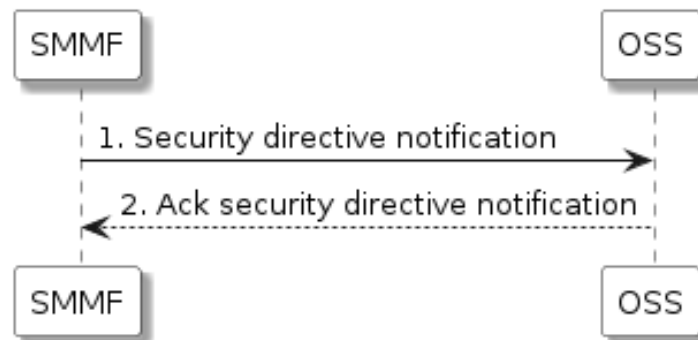 SMMF OSS
1. Security directive notification
2. Ack security directive notification
SMMF OSS